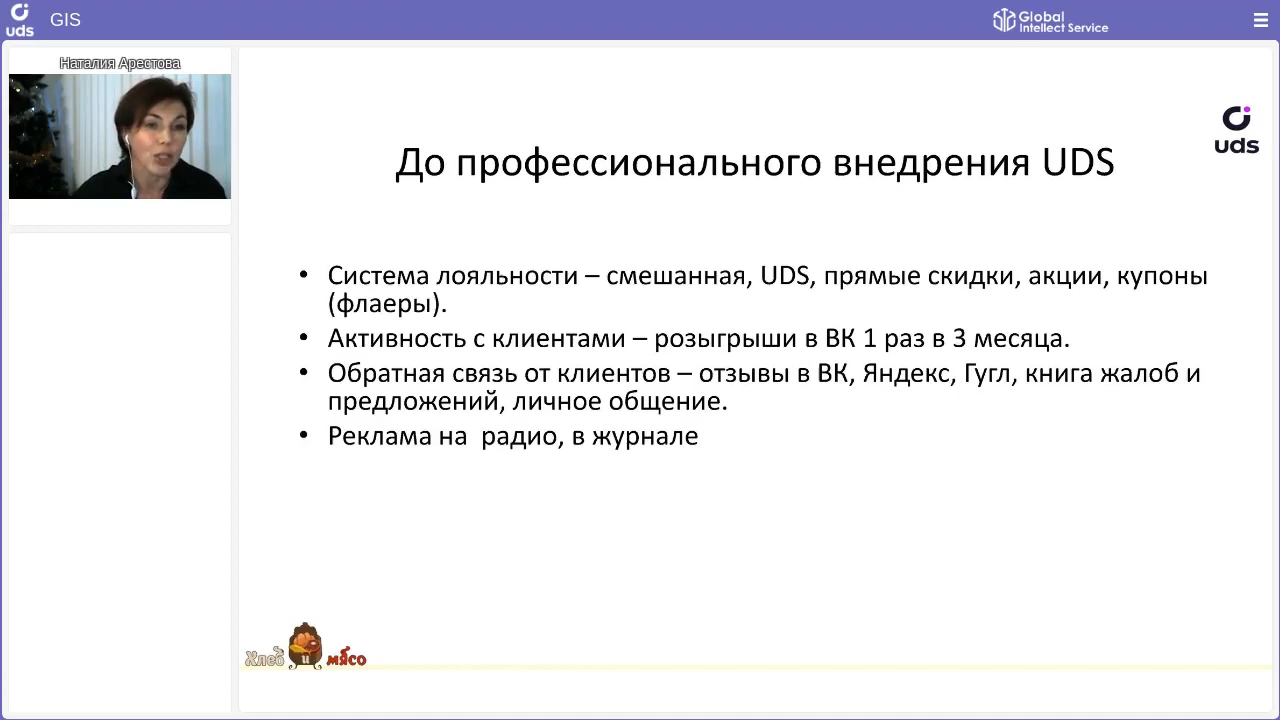 uds
GIS
Global
Intellect Service
Наталия Арестова
uds
До профессионального внедрения UDS
• Система лояльности – смешанная, UDS, прямые скидки, акции, купоны
(флаеры).
• Активность с клиентами – розыгрыши в ВК 1 раз в 3 месяца.
• Обратная связь от клиентов – отзывы в ВК, Яндекс, Гугл, книга жалоб и
предложений, личное общение.
• Реклама на  радио, в журнале
Хлеб и мясо